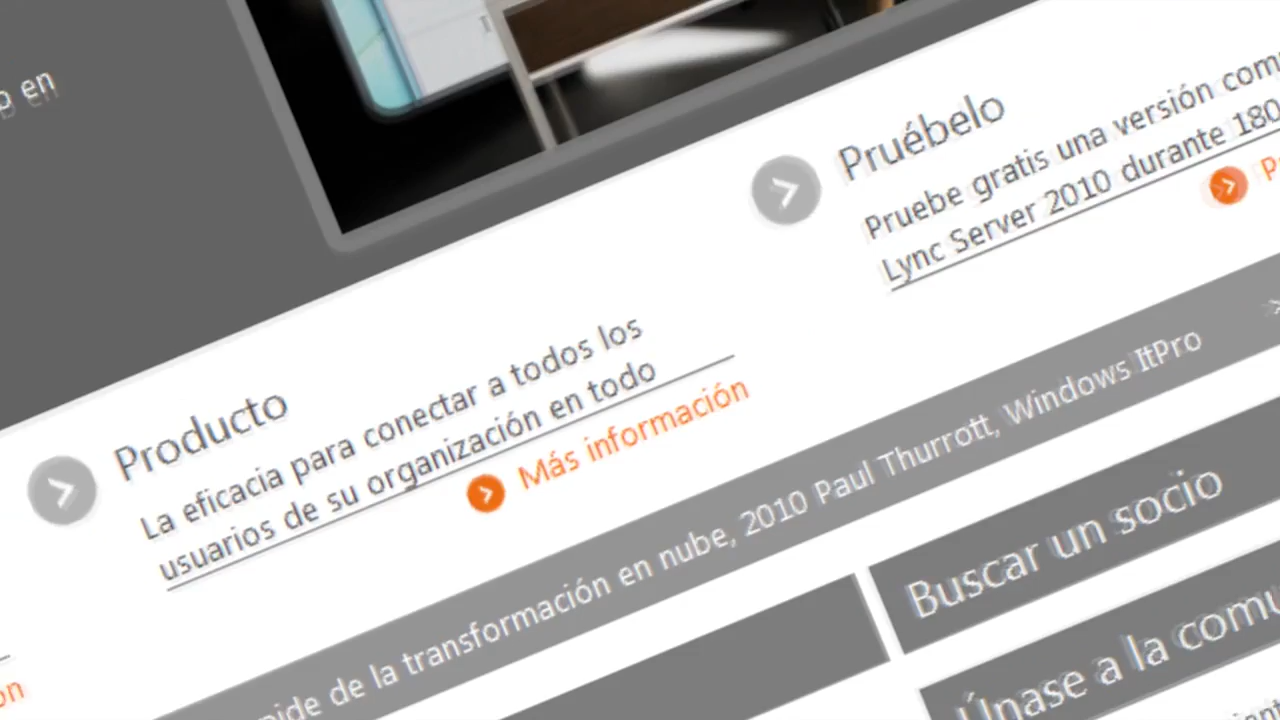 en
Pruébelo
Pruebe gratis una versión
Lync Server 2010 durante 180
Producto
La eficacia para conectar a todos los
usuarios de su organización en todo
Más información
de la transformación en nube, 2010 Paul Thurrott, Windows ItPro
Buscar un socio
Únase a la